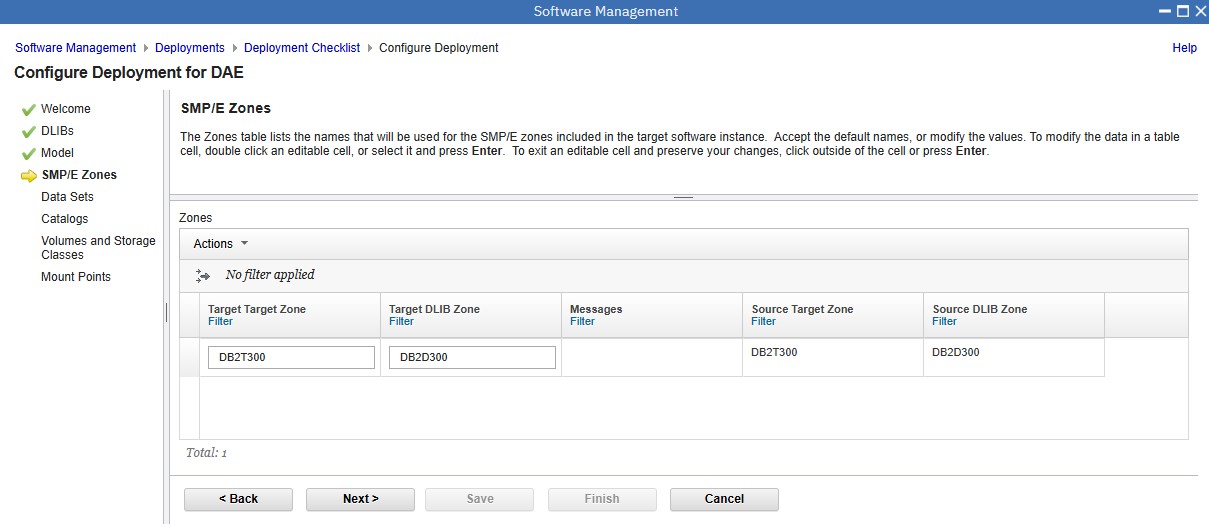 Software Management
Software Management Deployments Deployment Checklist Configure Deployment Help
Configure Deployment for DAE
Welcome
DLIBs
Model
SMP/E Zones
Data Sets
Catalogs
Volumes and Storage
Classes
Mount Points
SMP/E Zones
The Zones table lists the names that will be used for the SMP/E zones included in the target software instance. Accept the default names, or modify the values. To modify the data in a table
cell, double click an editable cell, or select it and press Enter. To exit an editable cell and preserve your changes, click outside of the cell or press Enter.
Zones
Actions
No filter applied
Target Target Zone Target DLIB Zone Messages Source Target Zone Source DLIB Zone
Filter Filter Filter Filter Filter
DB2T300 DB2D300 DB2T300 DB2D300
Total: 1
< Back Next > Save Finish Cancel